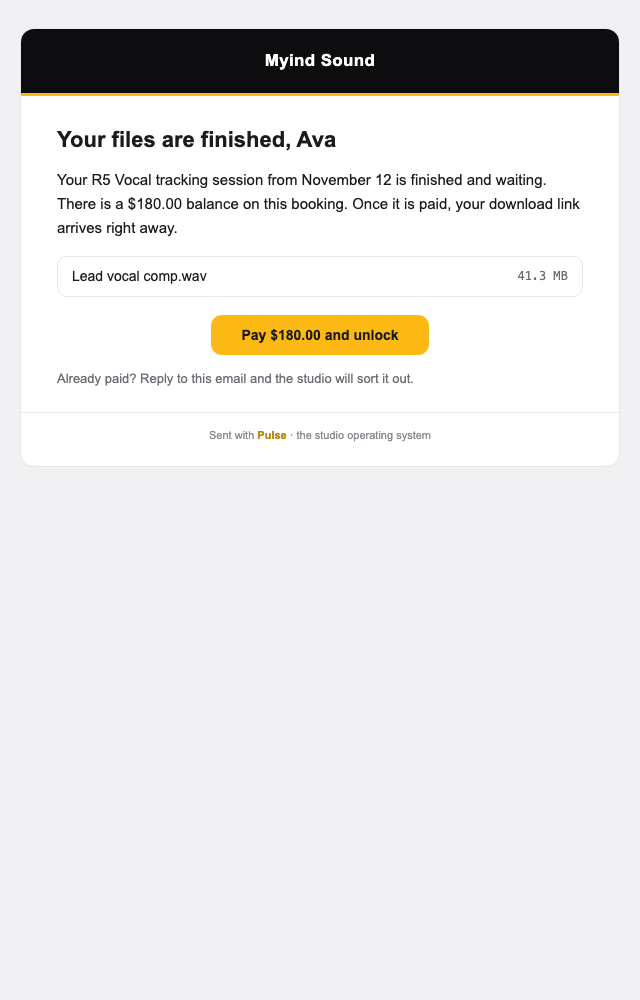 Myind Sound
Your files are finished, Ava
Your R5 Vocal tracking session from November 12 is finished and waiting.
There is a $180.00 balance on this booking. Once it is paid, your download link
arrives right away.
Lead vocal comp.wav 41.3 MB
Pay $180.00 and unlock
Already paid? Reply to this email and the studio will sort it out.
Sent with Pulse · the studio operating system